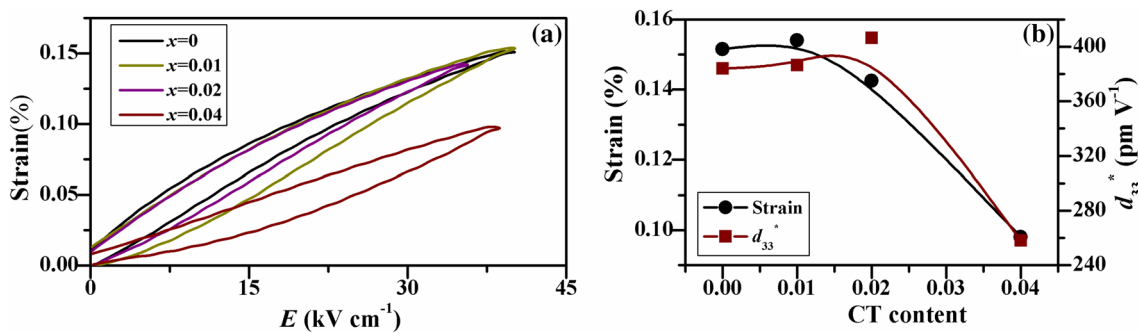 (a)
x=0
x=0.01
x=0.02
x=0.04
0.15
0.10
0.05
0.00
Strain(%)
0 15 30 45
E (kV cm⁻¹)
(b)
0.16
0.14
0.12
0.10
Strain (%)
Strain
d₃₃*
400
360
320
280
240
d₃₃* (pm V⁻¹)
0.00 0.01 0.02 0.03 0.04
CT content